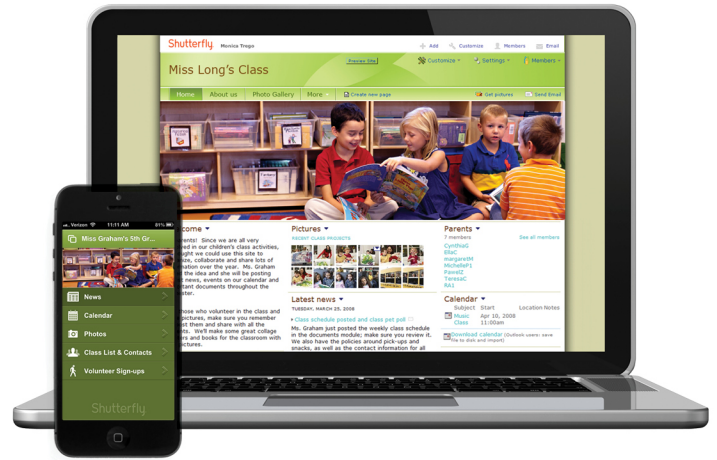 Shutterfly. Monica Trego
Add Customize Members Email
Preview Site Customize Settings Members
Miss Long's Class
Home About us Photo Gallery More Create new page Get pictures Send Email
come
rents! Since we are all very
ved in our children's class activities,
ught we could use this site to
ize, collaborate and share lots of
mation over the year. Ms. Graham
the idea and she will be posting
news, events on our calendar and
tant documents throughout the
ster.
hose who volunteer in the class and
pictures, make sure you remember
st them and share with all the
nts. We'll make some great collage
rs and books for the classroom with
pictures.
Pictures
RECENT CLASS PROJECTS
Latest news
TUESDAY, MARCH 25, 2008
Class schedule posted and class pet poll
Ms. Graham just posted the weekly class schedule
in the documents module; make sure you review it.
We also have the policies around pick-ups and
snacks, as well as the contact information for all
Parents
7 members See all members
CyntheaG
EllaC
margaretM
MichelleP1
PawelZ
TeresaC
RA1
Calendar
Subject Start Location Notes
Music Apr 10, 2008
Class 11:00am
Download calendar (Outlook users: save
file to disk and import)
Verizon 11:11 AM 81%
Miss Graham's 5th Gr...
News
Calendar
Photos
Class List & Contacts
Volunteer Sign-ups
Shutterfly